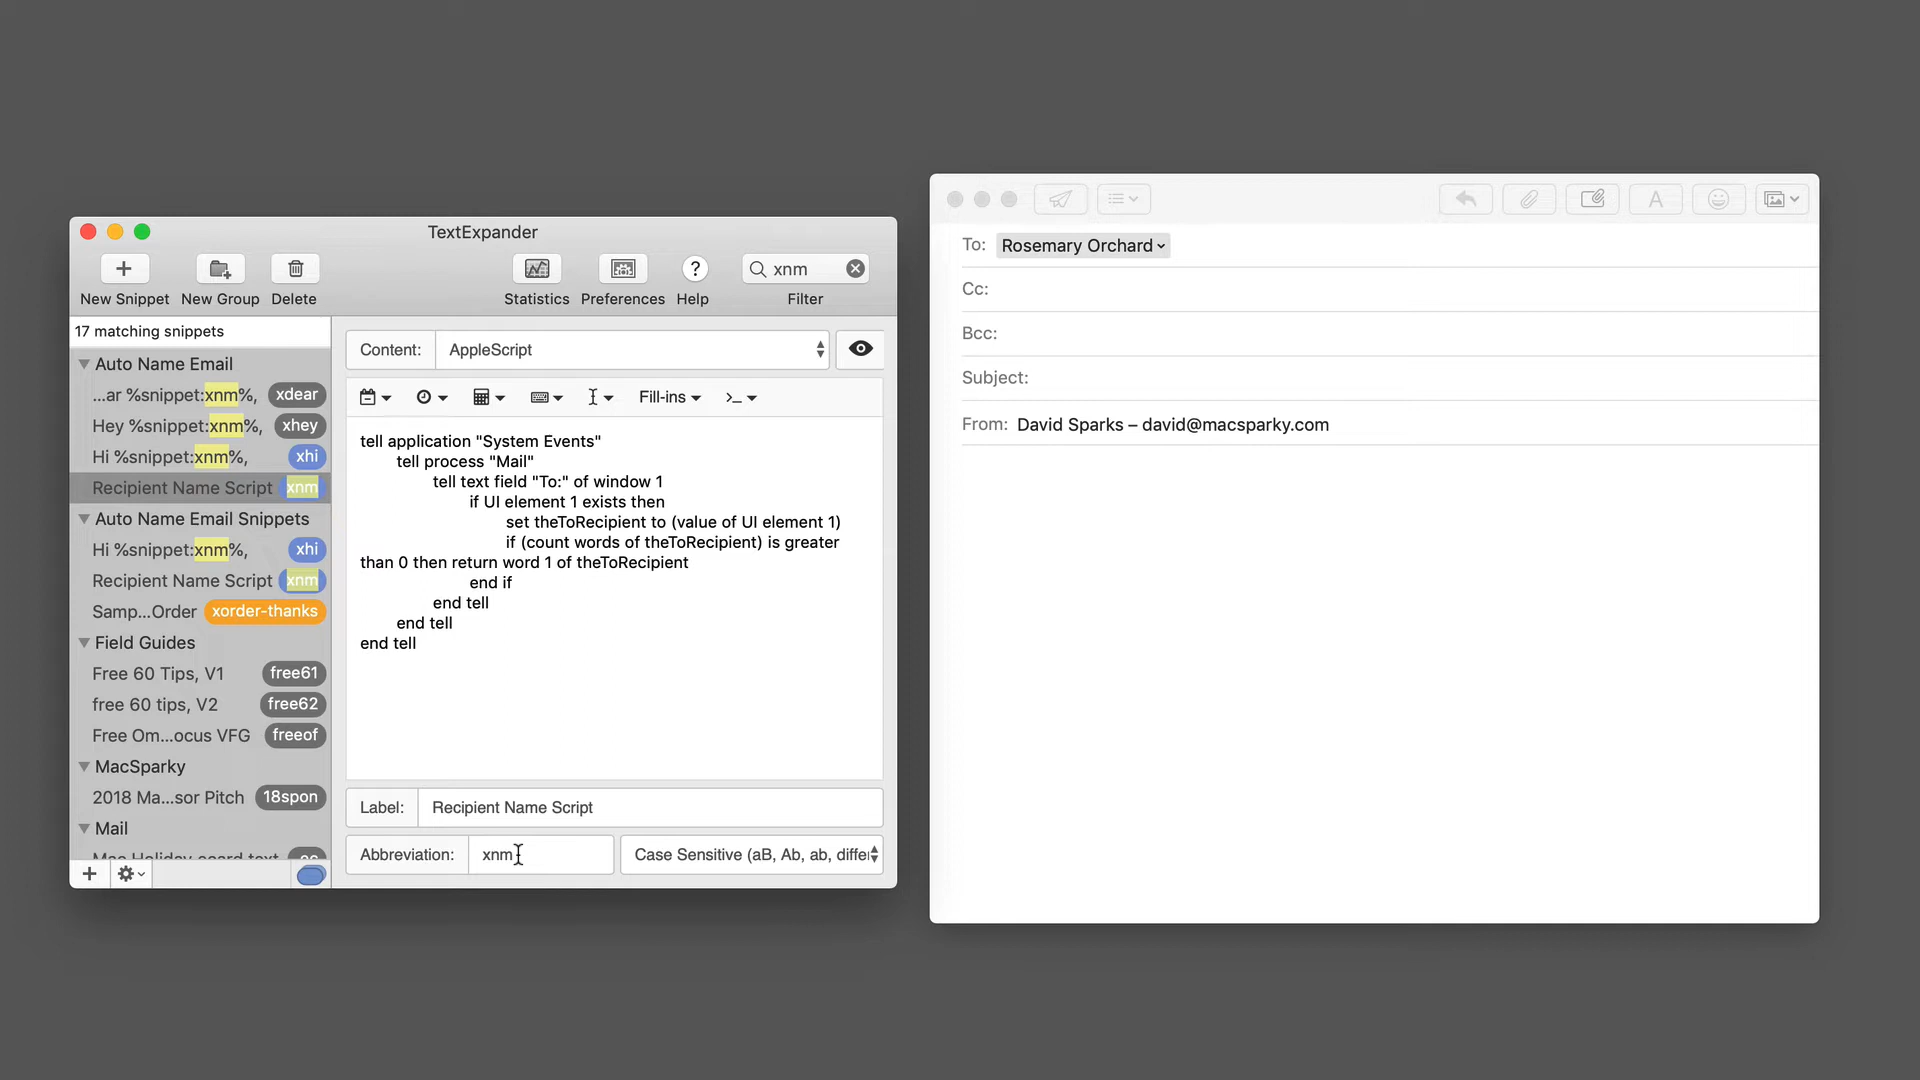 TextExpander
New Snippet
New Group
Delete
Statistics
Preferences
? Help
xnm
Filter
17 matching snippets
Auto Name Email
...ar %snippet:xnm%, xdear
Hey %snippet:xnm%, xhey
Hi %snippet:xnm%, xhi
Recipient Name Script xnm
Auto Name Email Snippets
Hi %snippet:xnm%, xhi
Recipient Name Script xnm
Samp...Order xorder-thanks
Field Guides
Free 60 Tips, V1 free61
free 60 tips, V2 free62
Free Om...ocus VFG freeof
MacSparky
2018 Ma...sor Pitch 18spon
Mail
Content: AppleScript
Fill-ins
tell application "System Events"
tell process "Mail"
tell text field "To:" of window 1
if UI element 1 exists then
set theToRecipient to (value of UI element 1)
if (count words of theToRecipient) is greater
than 0 then return word 1 of theToRecipient
end if
end tell
end tell
end tell
Label: Recipient Name Script
Abbreviation: xnm
Case Sensitive (aB, Ab, ab, differ
To: Rosemary Orchard
Cc:
Bcc:
Subject:
From: David Sparks – david@macsparky.com